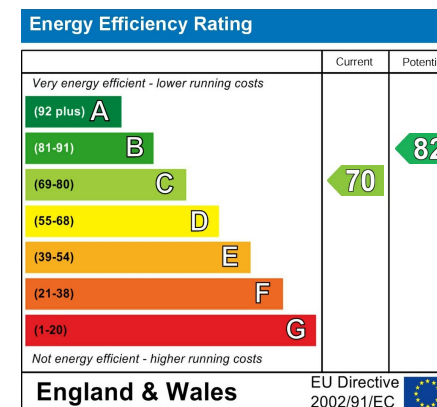 Energy Efficiency Rating
Current Potenti
Very energy efficient - lower running costs
(92 plus) A
(81-91) B
82
(69-80) C
70
(55-68) D
(39-54) E
(21-38) F
(1-20) G
Not energy efficient - higher running costs
England & Wales
EU Directive
2002/91/EC